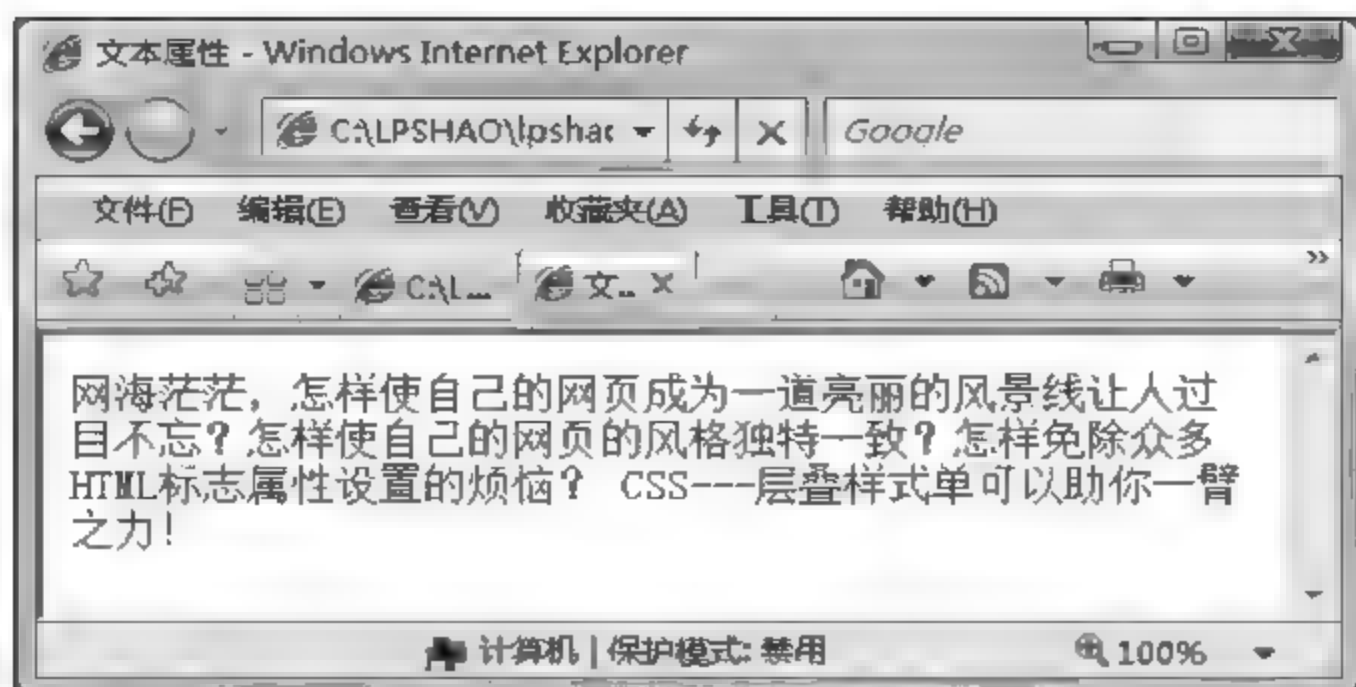 文本属性 - Windows Internet Explorer
C:\LPSHAO\lpshac Google
文件(F) 编辑(E) 查看(V) 收藏夹(A) 工具(T) 帮助(H)
C:\L... 文... »
网海茫茫，怎样使自己的网页成为一道亮丽的风景线让人过
目不忘？怎样使自己的网页的风格独特一致？怎样免除众多
HTML标志属性设置的烦恼？ CSS---层叠样式单可以助你一臂
之力！
计算机 | 保护模式: 禁用 100%